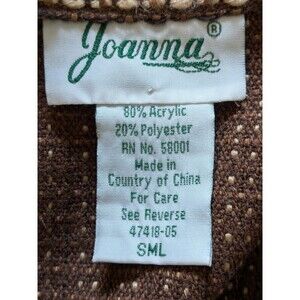 Joanna®
80% Acrylic
20% Polyester
RN No. 58001
Made in
Country of China
For Care
See Reverse
47418-05
SML